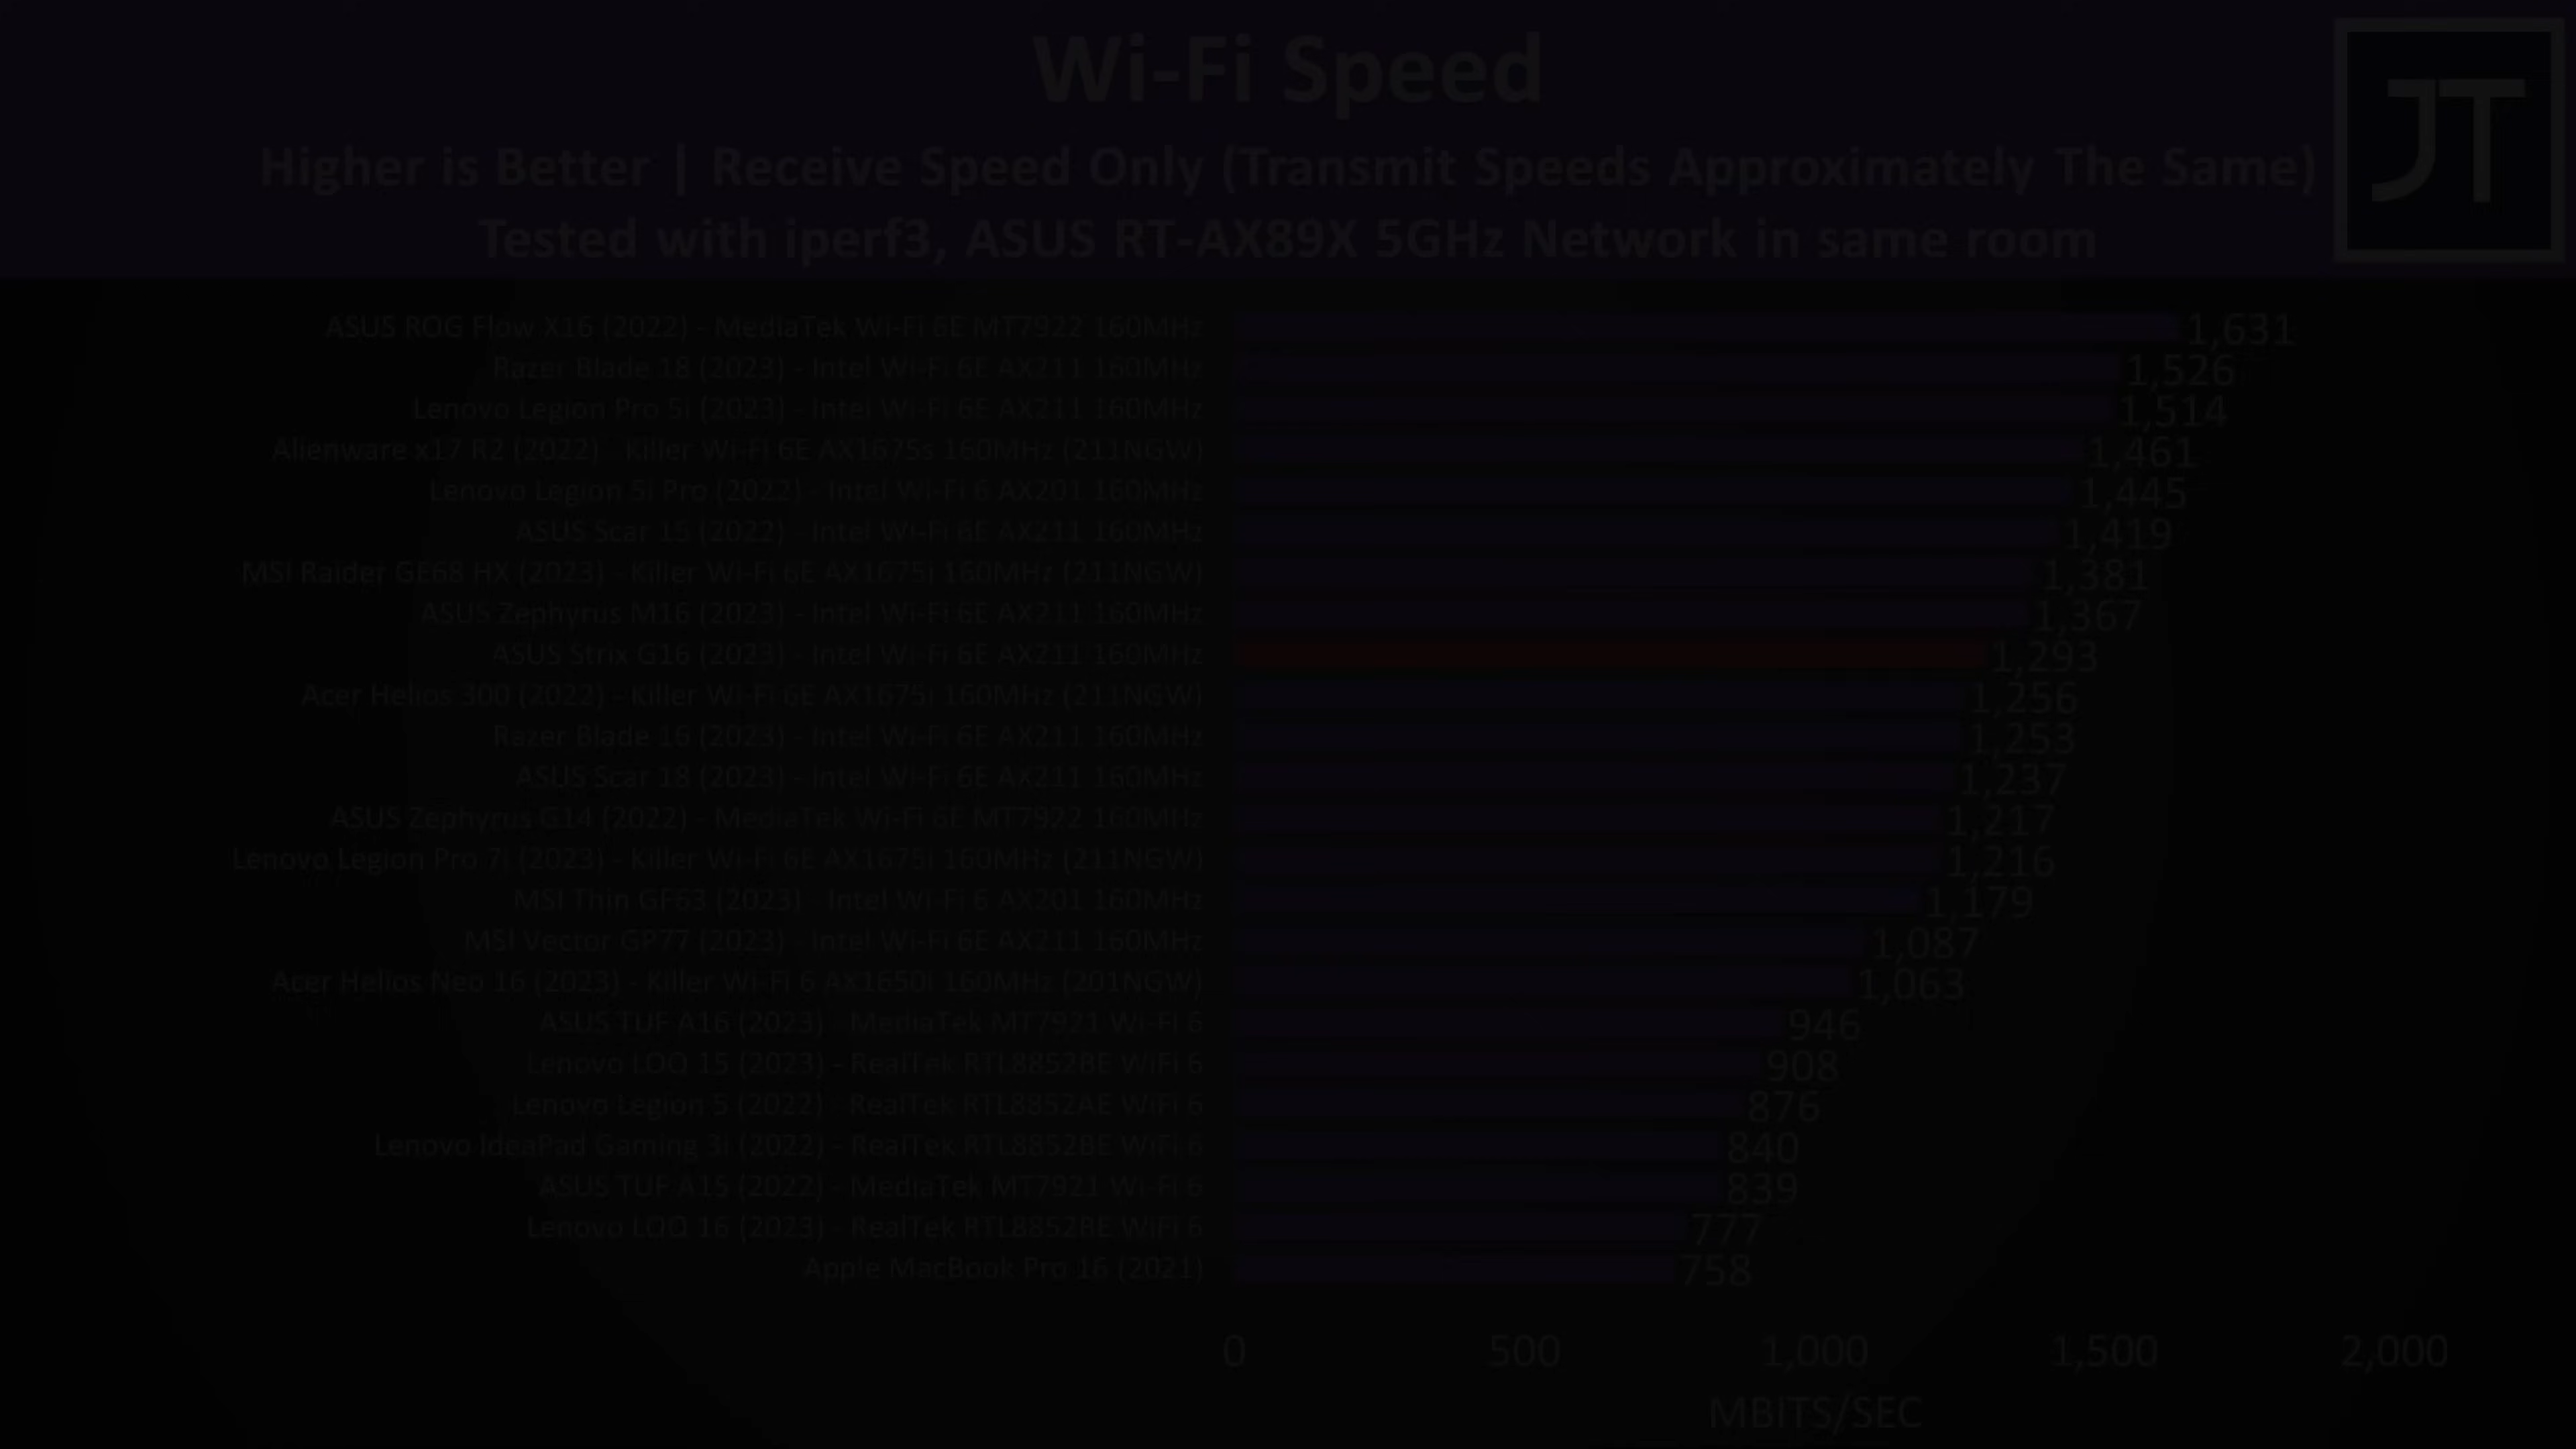 Wi-Fi Speed
JT
Higher is Better | Receive Speed Only (Transmit Speeds Approximately The Same)
Tested with iperf3, ASUS RT-AX89X 5GHz Network in same room
ASUS ROG Flow X16 (2022) - MediaTek Wi-Fi 6E MT7922 160MHz 1,631
Razer Blade 18 (2023) - Intel Wi-Fi 6E AX211 160MHz 1,526
Lenovo Legion Pro 5i (2023) - Intel Wi-Fi 6E AX211 160MHz 1,514
Alienware x17 R2 (2022) - Killer Wi-Fi 6E AX1675s 160MHz (211NGW) 1,461
Lenovo Legion 5i Pro (2022) - Intel Wi-Fi 6 AX201 160MHz 1,445
ASUS Scar 15 (2022) - Intel Wi-Fi 6E AX211 160MHz 1,419
MSI Raider GE68 HX (2023) - Killer Wi-Fi 6E AX1675i 160MHz (211NGW) 1,381
ASUS Zephyrus M16 (2023) - Intel Wi-Fi 6E AX211 160MHz 1,367
ASUS Strix G16 (2023) - Intel Wi-Fi 6E AX211 160MHz 1,293
Acer Helios 300 (2022) - Killer Wi-Fi 6E AX1675i 160MHz (211NGW) 1,256
Razer Blade 16 (2023) - Intel Wi-Fi 6E AX211 160MHz 1,253
ASUS Scar 18 (2023) - Intel Wi-Fi 6E AX211 160MHz 1,237
ASUS Zephyrus G14 (2022) - MediaTek Wi-Fi 6E MT7922 160MHz 1,217
Lenovo Legion Pro 7i (2023) - Killer Wi-Fi 6E AX1675i 160MHz (211NGW) 1,216
MSI Thin GF63 (2023) - Intel Wi-Fi 6 AX201 160MHz 1,179
MSI Vector GP77 (2023) - Intel Wi-Fi 6E AX211 160MHz 1,087
Acer Helios Neo 16 (2023) - Killer Wi-Fi 6 AX1650i 160MHz (201NGW) 1,063
ASUS TUF A16 (2023) - MediaTek MT7921 Wi-Fi 6 946
Lenovo LOQ 15 (2023) - RealTek RTL8852BE WiFi 6 908
Lenovo Legion 5 (2022) - RealTek RTL8852AE WiFi 6 876
Lenovo IdeaPad Gaming 3i (2022) - RealTek RTL8852BE WiFi 6 840
ASUS TUF A15 (2022) - MediaTek MT7921 Wi-Fi 6 839
Lenovo LOQ 16 (2023) - RealTek RTL8852BE WiFi 6 777
Apple MacBook Pro 16 (2021) 758
0 500 1,000 1,500 2,000
MBITS/SEC